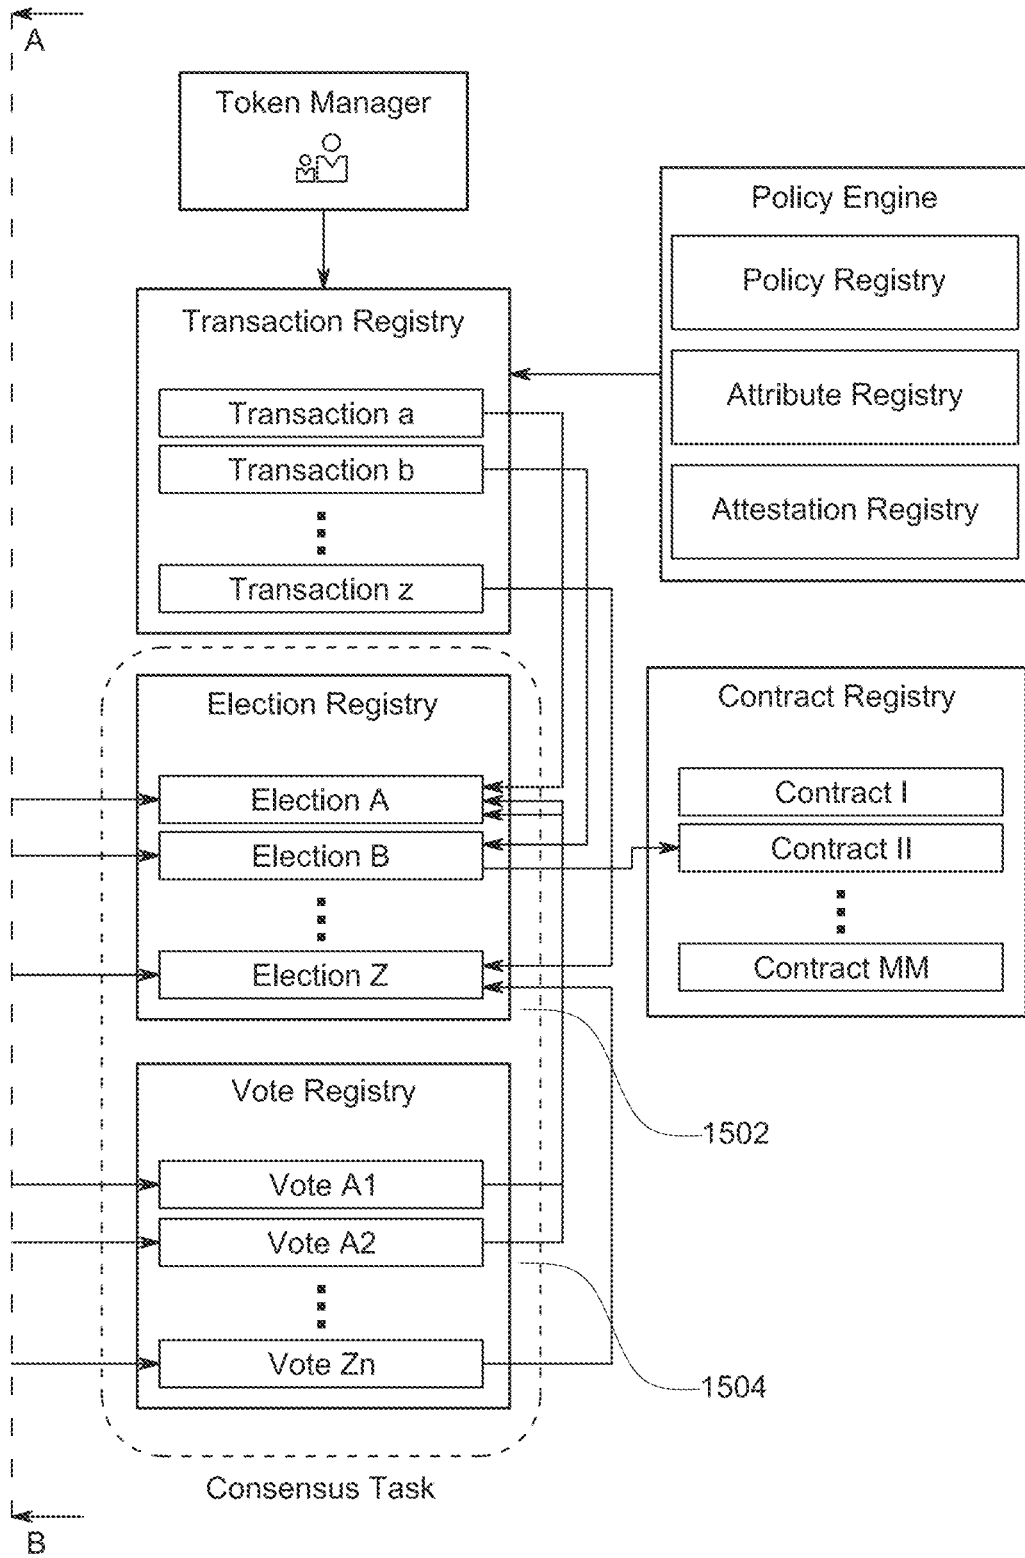 A
Token Manager
Policy Engine
Policy Registry
Attribute Registry
Attestation Registry
Transaction Registry
Transaction a
Transaction b
Transaction z
Election Registry
Election A
Election B
Election Z
Contract Registry
Contract I
Contract II
Contract MM
Vote Registry
Vote A1
Vote A2
Vote Zn
1502
1504
Consensus Task
B